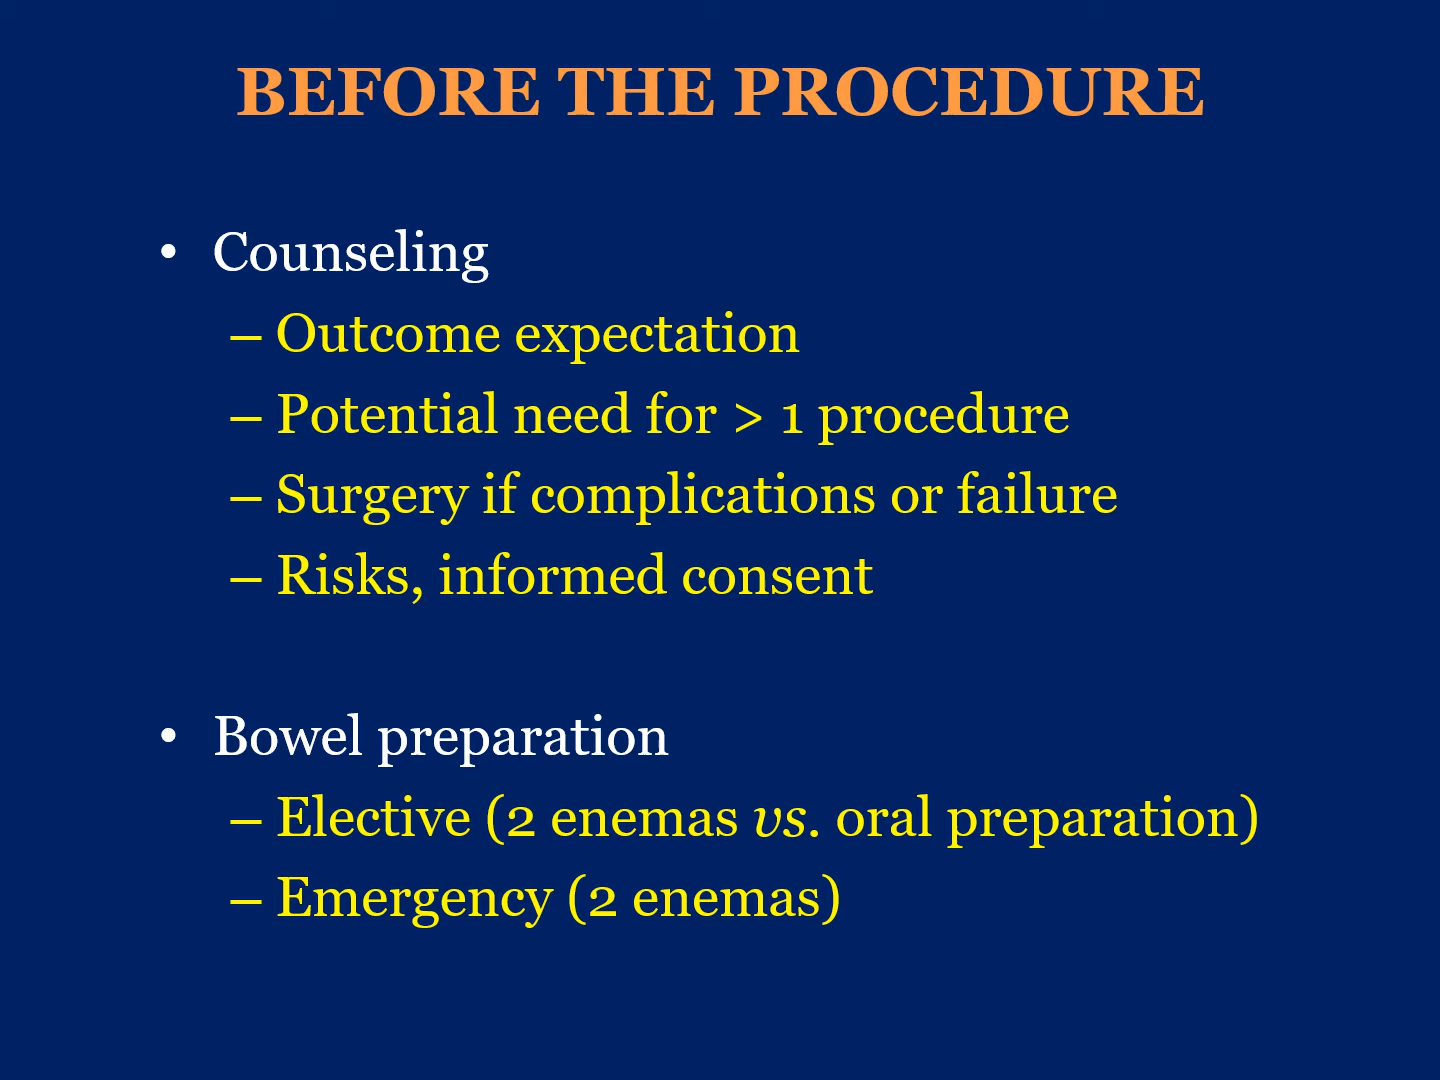 BEFORE THE PROCEDURE
• Counseling
– Outcome expectation
– Potential need for > 1 procedure
– Surgery if complications or failure
– Risks, informed consent
• Bowel preparation
– Elective (2 enemas vs. oral preparation)
– Emergency (2 enemas)